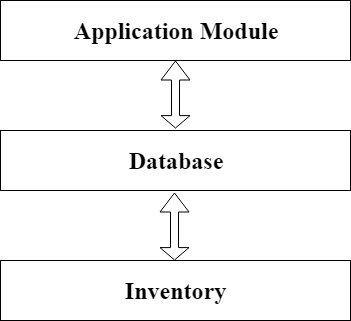 Application Module
Database
Inventory